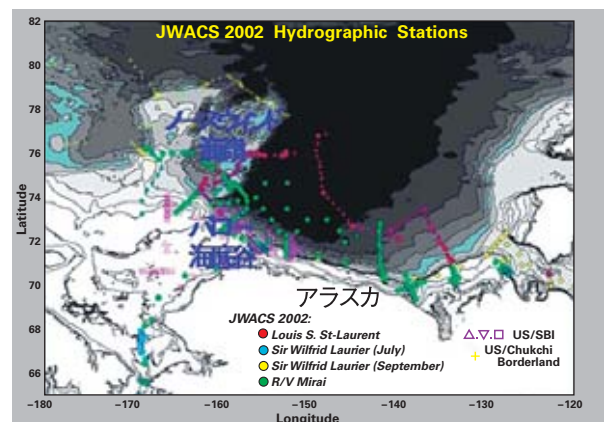 JWACS 2002 Hydrographic Stations
82
80
78
76
74
72
70
68
66
Latitude
ノースウィンド
海嶺
バロー
海底谷
アラスカ
JWACS 2002:
Louis S. St-Laurent
Sir Wilfrid Laurier (July)
Sir Wilfrid Laurier (September)
R/V Mirai
US/SBI
US/Chukchi
Borderland
−180
−170
−160
−150
−140
−130
−120
Longitude